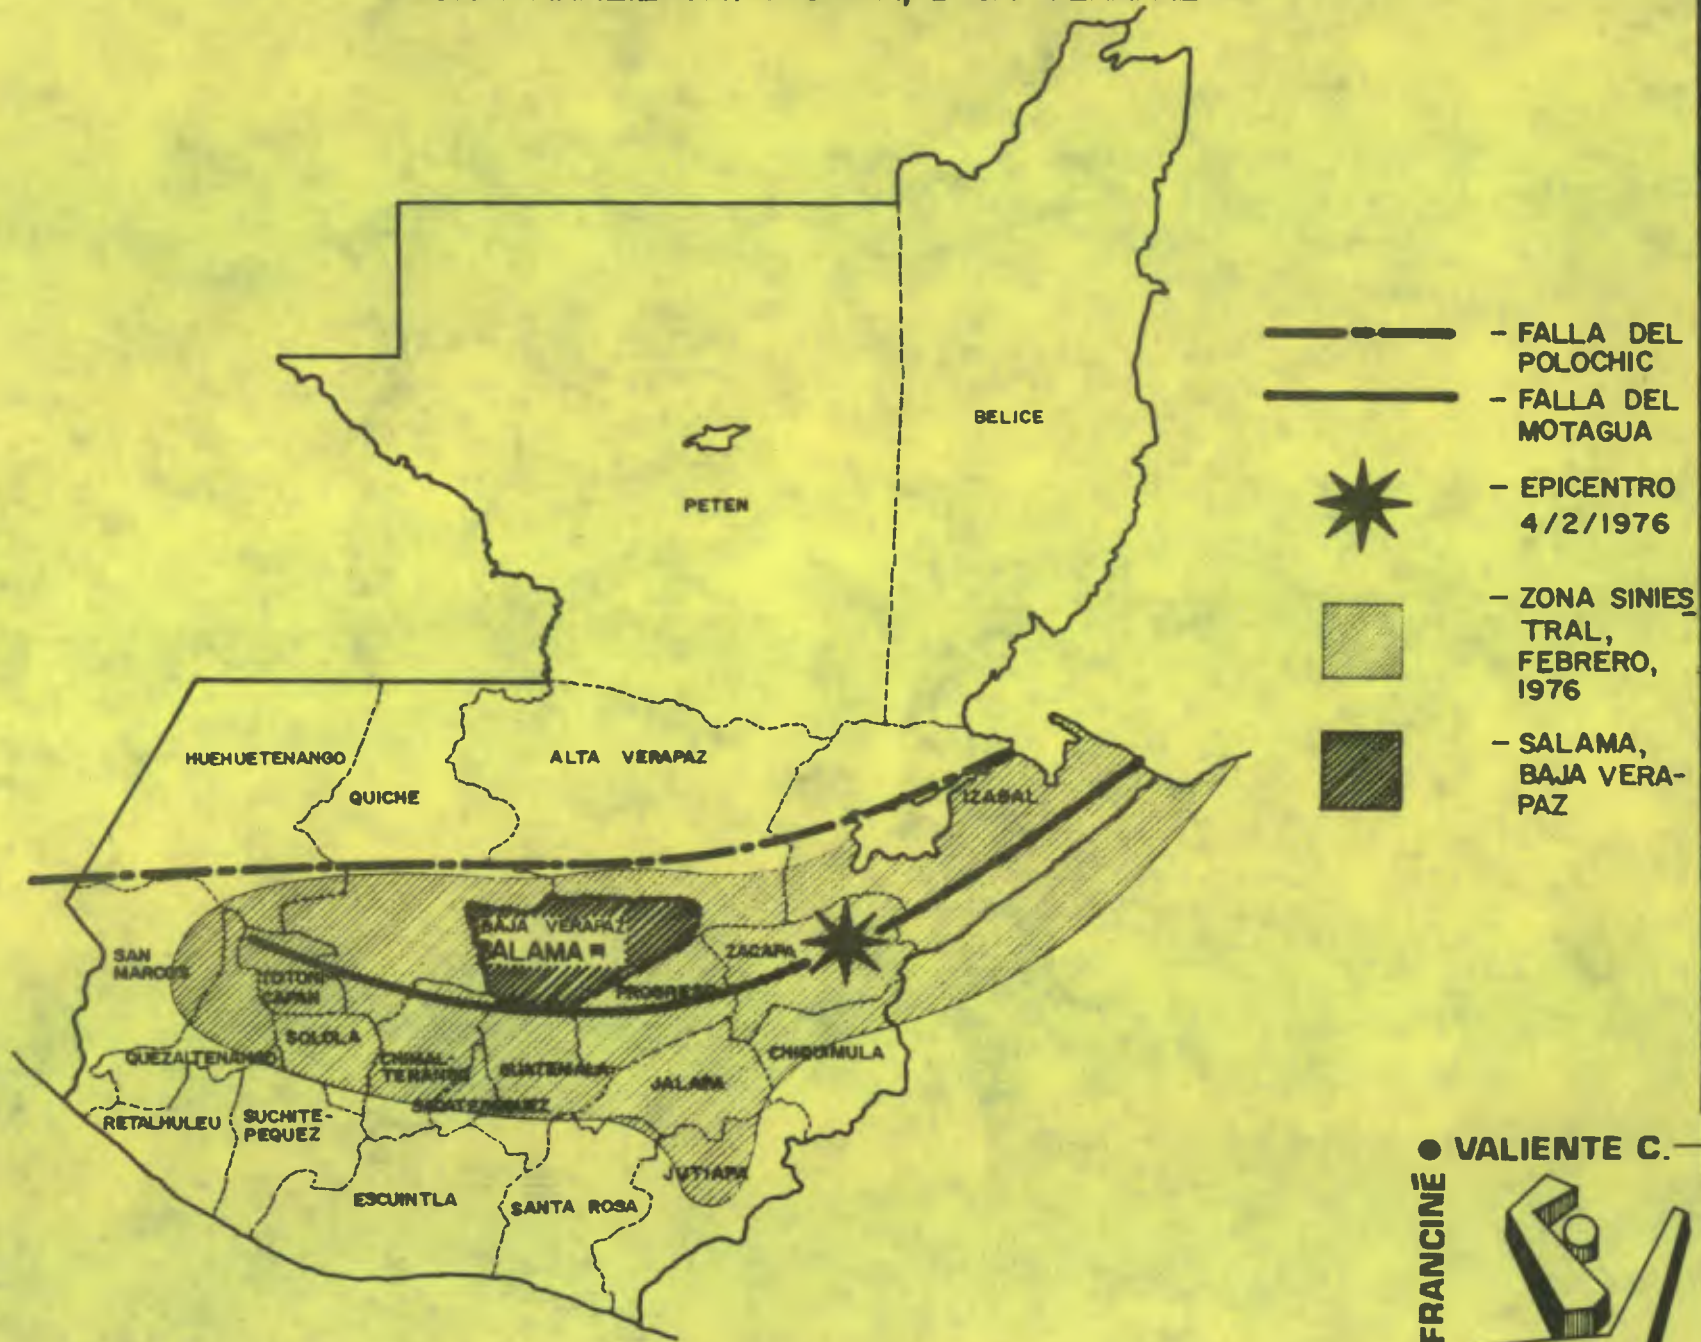 BELICE
PETEN
- FALLA DEL
POLOCHIC
- FALLA DEL
MOTAGUA
- EPICENTRO
4/2/1976
- ZONA SINIES
TRAL,
FEBRERO,
1976
- SALAMA,
BAJA VERA-
PAZ
HUEHUETENANGO
QUICHE
ALTA VERAPAZ
IZABAL
BAJA VERAPAZ
SALAMA
ZACAPA
PROGRESO
SAN
MARCOS
TOTONI
CAPAN
SOLOLA
QUEZALTENANGO
CHIMAL-
TENANGO
GUATEMALA
JALAPA
CHIQUIMULA
SACATEPEQUEZ
RETALHULEU
SUCHITE-
PEQUEZ
JUTIAPA
ESCUINTLA
SANTA ROSA
VALIENTE C.
FRANCINE